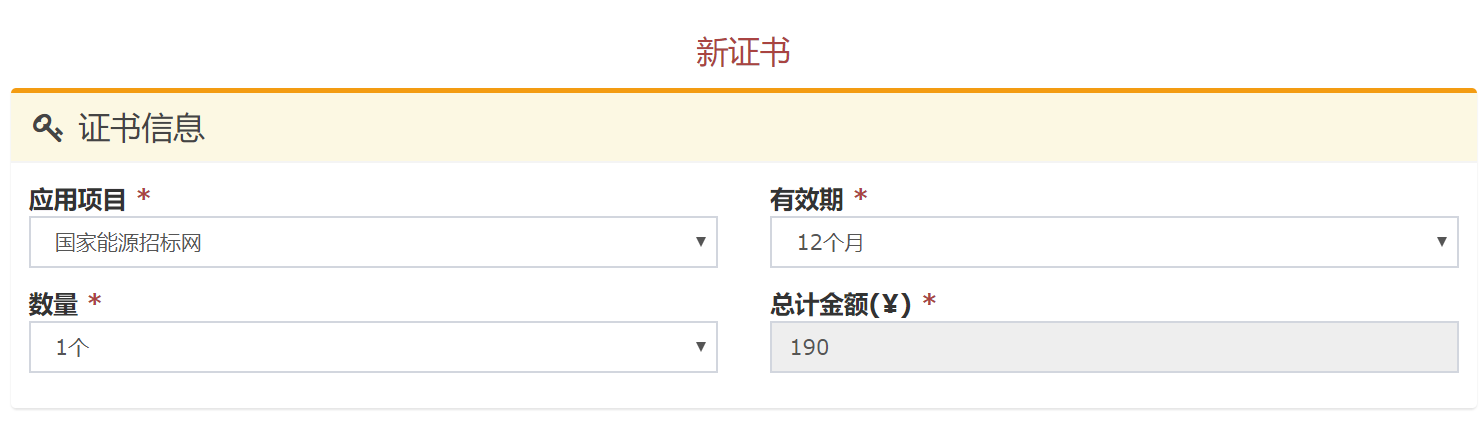 新证书
证书信息
应用项目 *
有效期 *
国家能源招标网
12个月
数量 *
总计金额(¥) *
1个
190